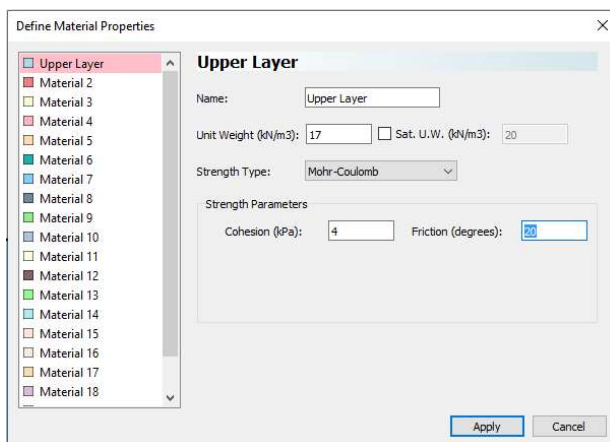 Define Material Properties
Upper Layer
Material 2
Material 3
Material 4
Material 5
Material 6
Material 7
Material 8
Material 9
Material 10
Material 11
Material 12
Material 13
Material 14
Material 15
Material 16
Material 17
Material 18
Upper Layer
Name: Upper Layer
Unit Weight (kN/m3): 17 Sat. U.W. (kN/m3): 20
Strength Type: Mohr-Coulomb
Strength Parameters
Cohesion (kPa): 4 Friction (degrees): 20
Apply Cancel